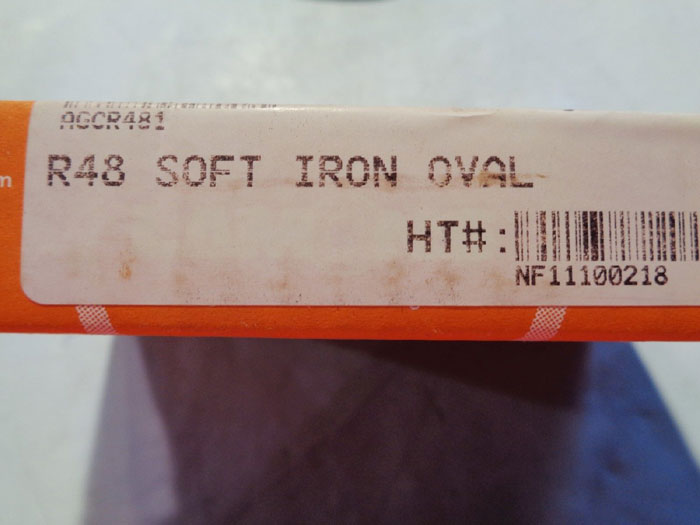 AGCR481
R48 SOFT IRON OVAL
HT#:
NF11100218
m